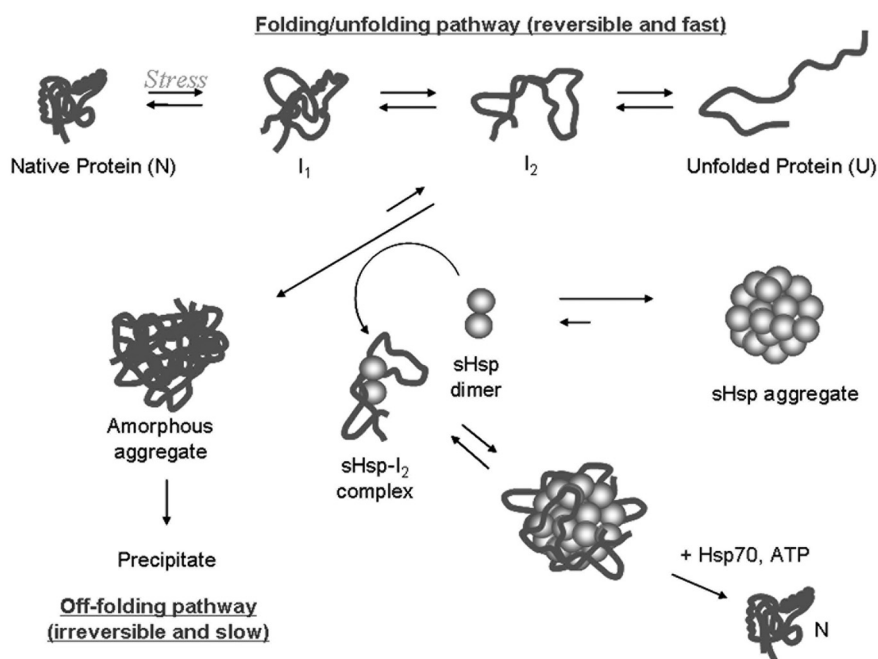 Folding/unfolding pathway (reversible and fast)
Stress
Native Protein (N)
I₁
I₂
Unfolded Protein (U)
sHsp
dimer
sHsp aggregate
Amorphous
aggregate
sHsp-I₂
complex
Precipitate
+ Hsp70, ATP
Off-folding pathway
(irreversible and slow)
N